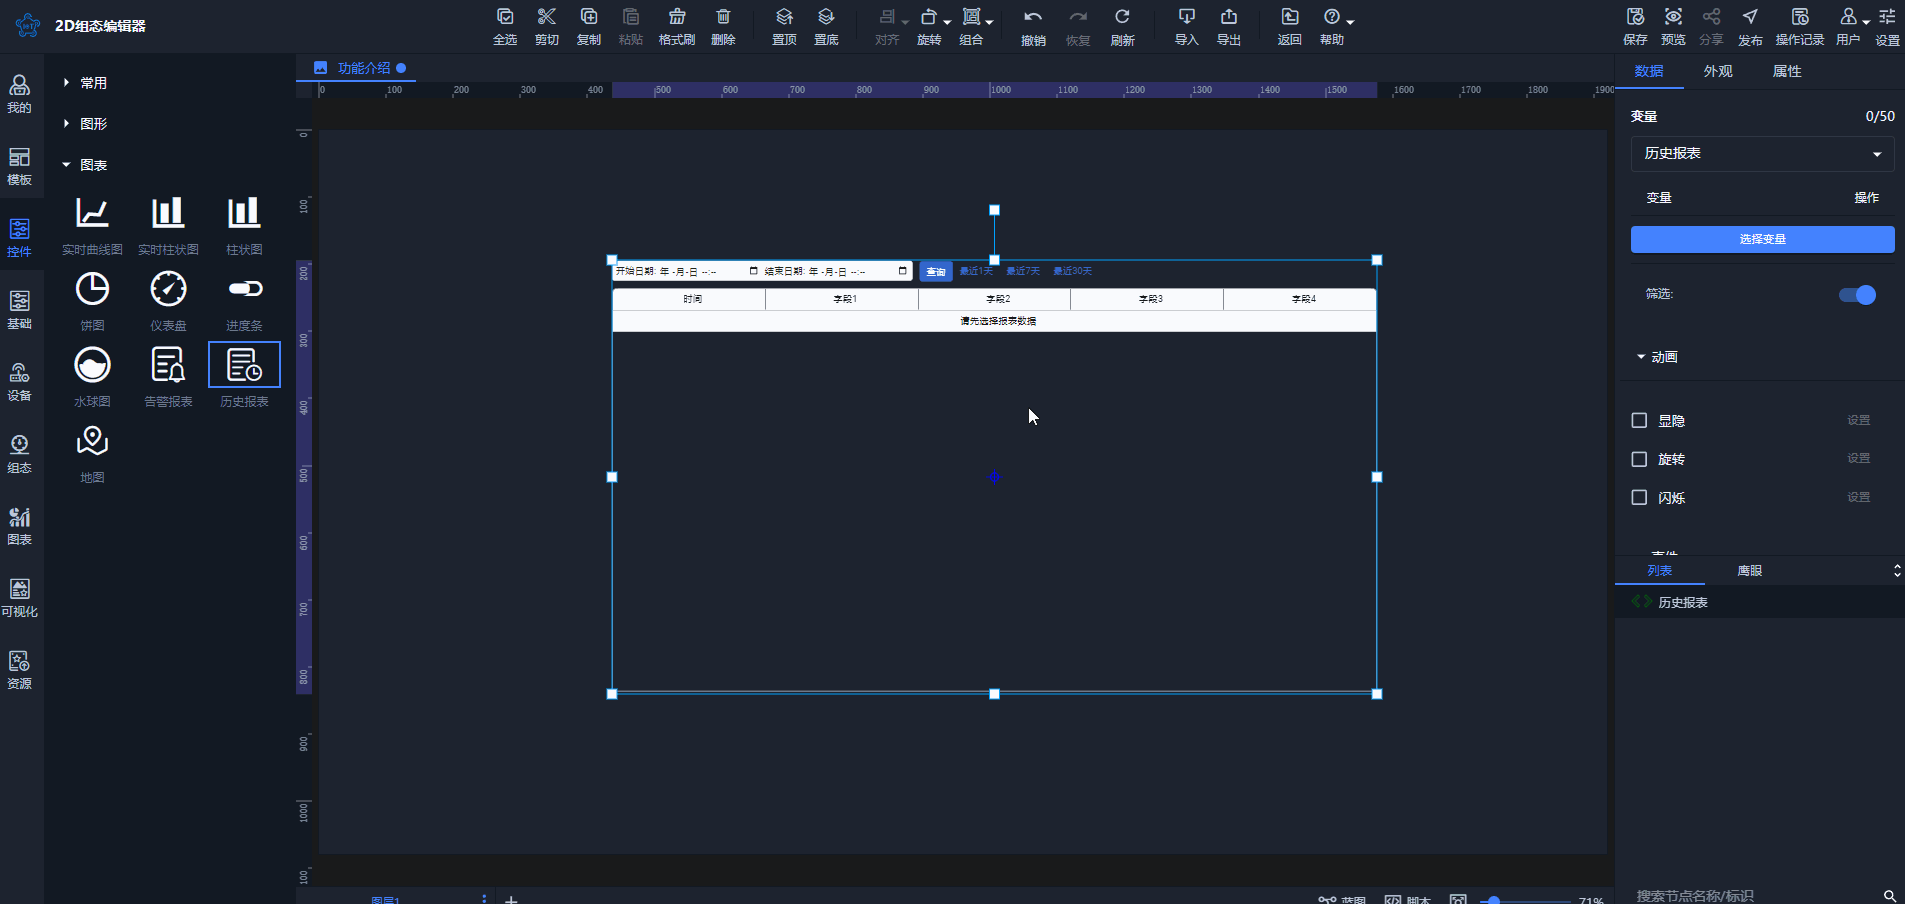 2D组态编辑器
全选 剪切 复制 粘贴 格式刷 删除 置顶 置底 对齐 旋转 组合 撤销 恢复 刷新 导入 导出 返回 帮助 保存 预览 分享 发布 操作记录 用户 设置
我的
模板
控件
基础
设备
组态
图表
可视化
资源
常用
图形
图表
实时曲线图 实时柱状图 柱状图
饼图 仪表盘 进度条
水球图 告警报表 历史报表
地图
功能介绍
0 100 200 300 400 500 600 700 800 900 1000 1100 1200 1300 1400 1500 1600 1700 1800 1900
0
100
200
300
400
500
600
700
800
900
1000
1100
开始日期: 年 -月-日 --:-- 结束日期: 年 -月-日 --:-- 查询 最近1天 最近7天 最近30天
时间 字段1 字段2 字段3 字段4
请先选择报表数据
图层1
蓝图 脚本 71%
数据 外观 属性
变量 0/50
历史报表
变量 操作
选择变量
筛选:
动画
显隐 设置
旋转 设置
闪烁 设置
事件
列表 鹰眼
历史报表
搜索节点名称/标识